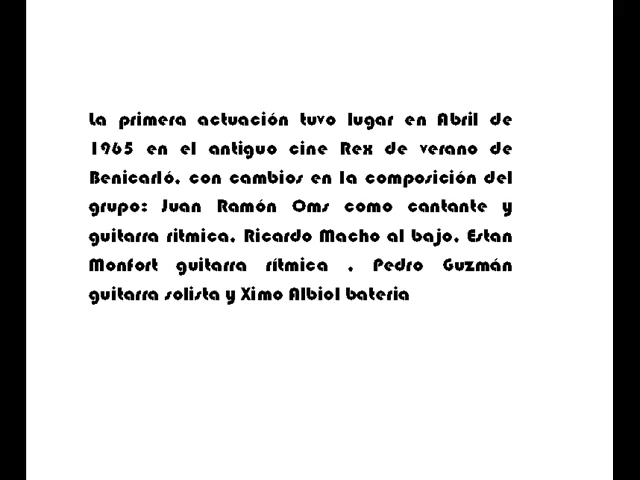 La primera actuación tuvo lugar en Abril de
1965 en el antiguo cine Rex de verano de
Benicarló, con cambios en la composición del
grupo: Juan Ramón Oms como cantante y
guitarra ritmica, Ricardo Macho al bajo, Estan
Monfort guitarra rítmica , Pedro Guzmán
guitarra solista y Ximo Albiol bateria